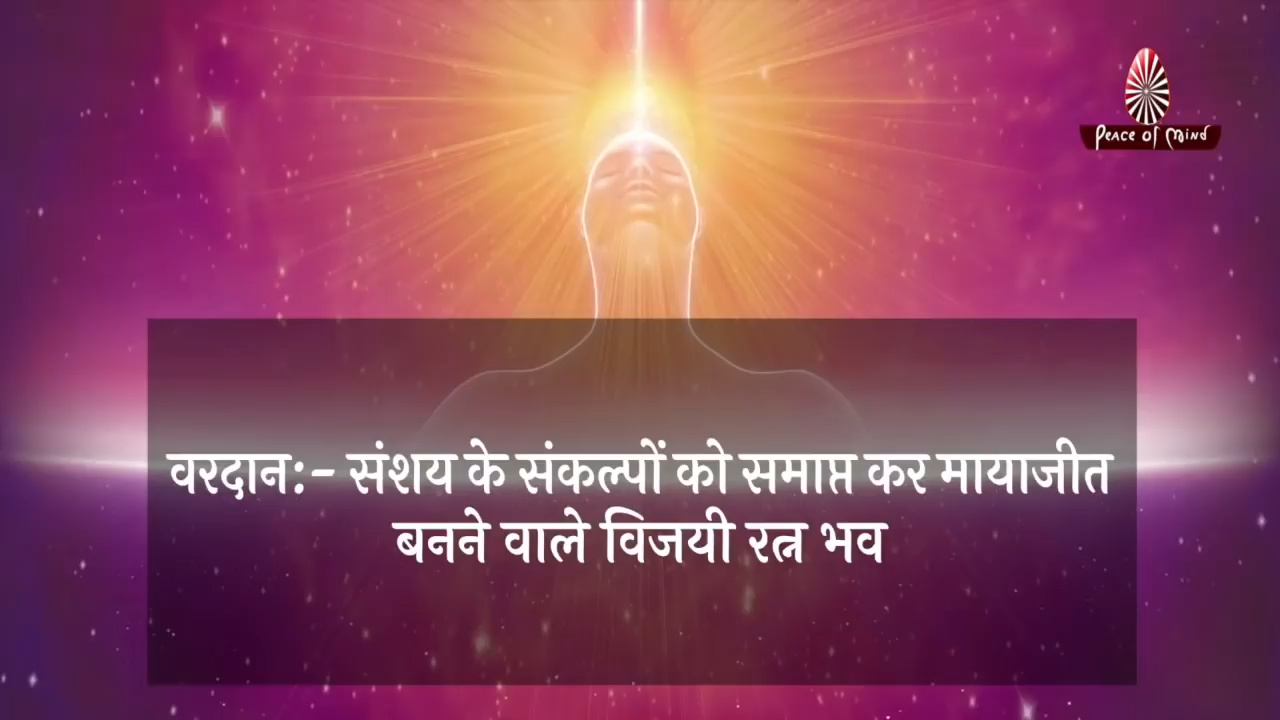 Peace of Mind
वरदान:- संशय के संकल्पों को समाप्त कर मायाजीत
बनने वाले विजयी रत्न भव